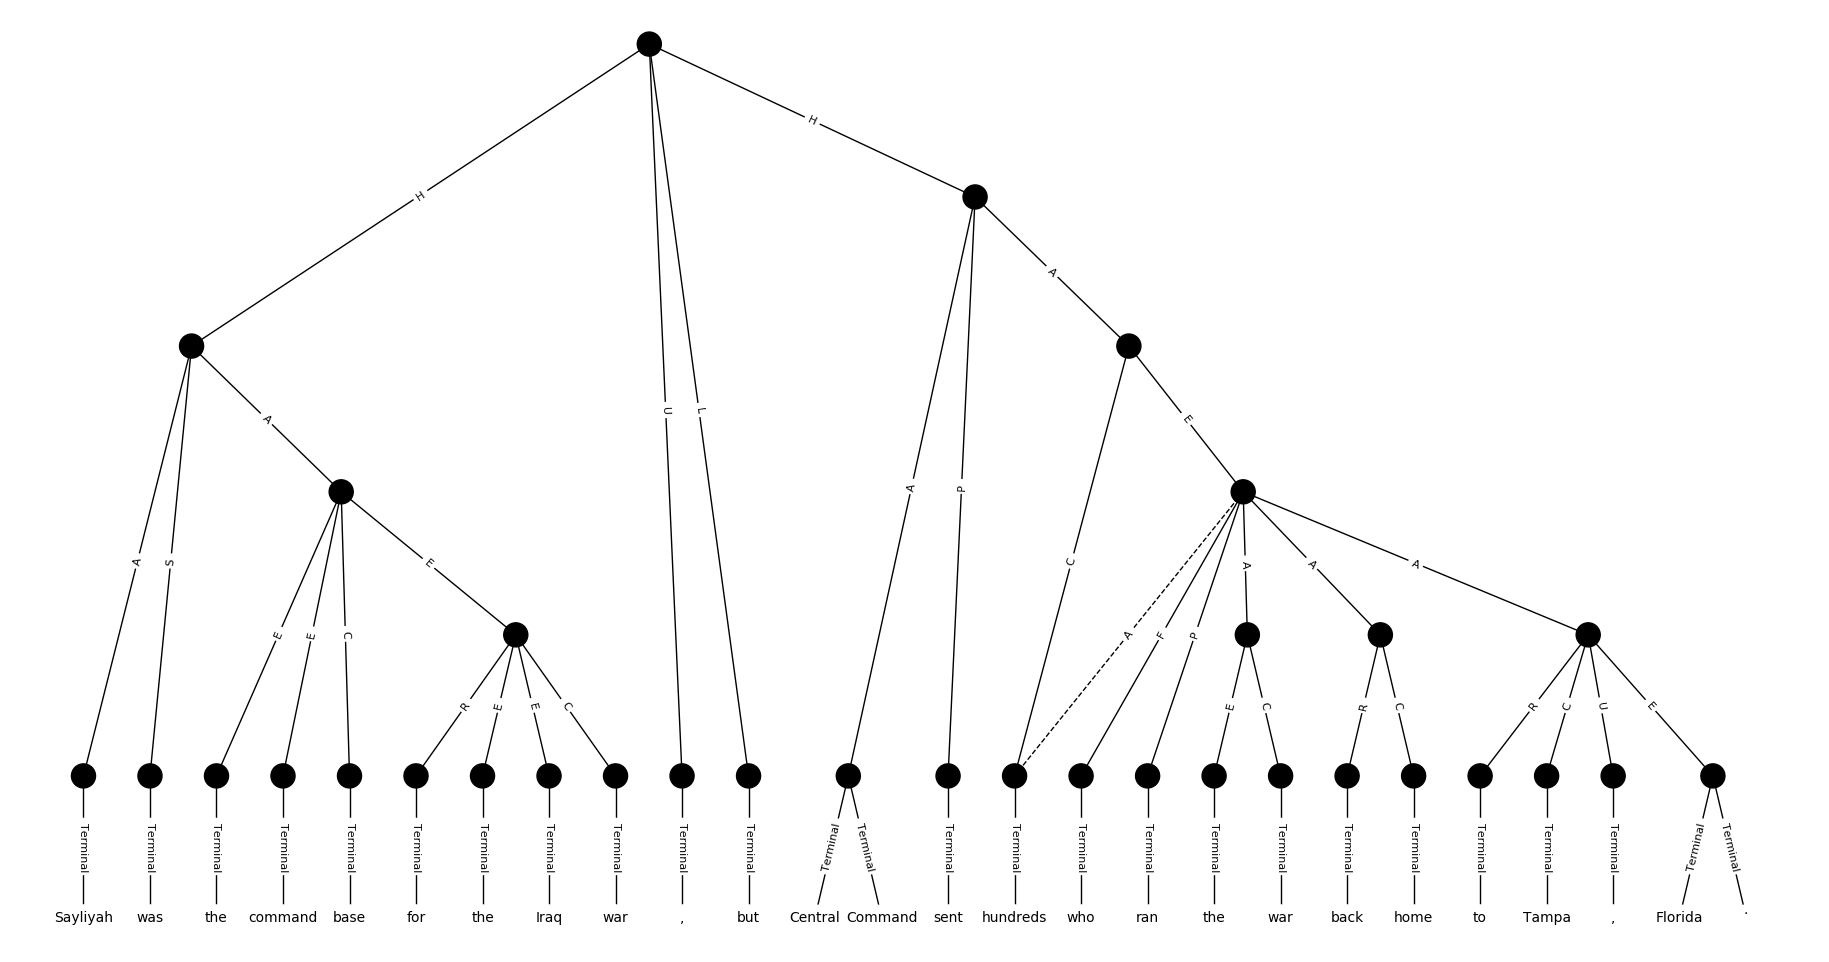 H
H
A
U
L
A
S
A
E
A
P
C
E
E
E
C
E
A
F
P
A
A
A
R
E
E
C
E
C
R
C
R
C
U
E
Terminal Terminal Terminal Terminal Terminal Terminal Terminal Terminal Terminal Terminal Terminal Terminal Terminal Terminal Terminal Terminal Terminal Terminal Terminal Terminal Terminal Terminal Terminal Terminal Terminal Terminal
Sayliyah was the command base for the Iraq war , but Central Command sent hundreds who ran the war back home to Tampa , Florida .